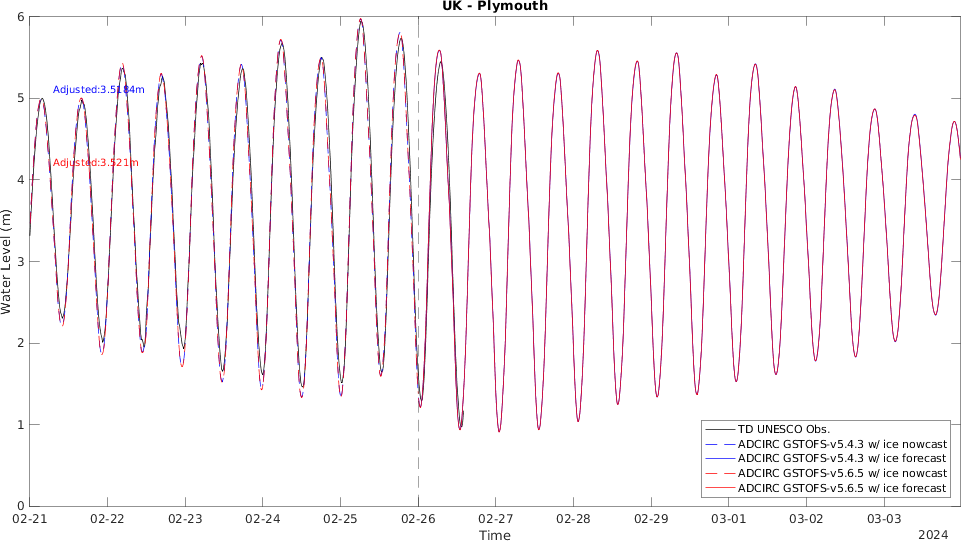 UK - Plymouth
6
5
4
3
2
1
0
Water Level (m)
Adjusted:3.5184m
Adjusted:3.521m
TD UNESCO Obs.
ADCIRC GSTOFS-v5.4.3 w/ ice nowcast
ADCIRC GSTOFS-v5.4.3 w/ ice forecast
ADCIRC GSTOFS-v5.6.5 w/ ice nowcast
ADCIRC GSTOFS-v5.6.5 w/ ice forecast
02-21 02-22 02-23 02-24 02-25 02-26 02-27 02-28 02-29 03-01 03-02 03-03
Time
2024